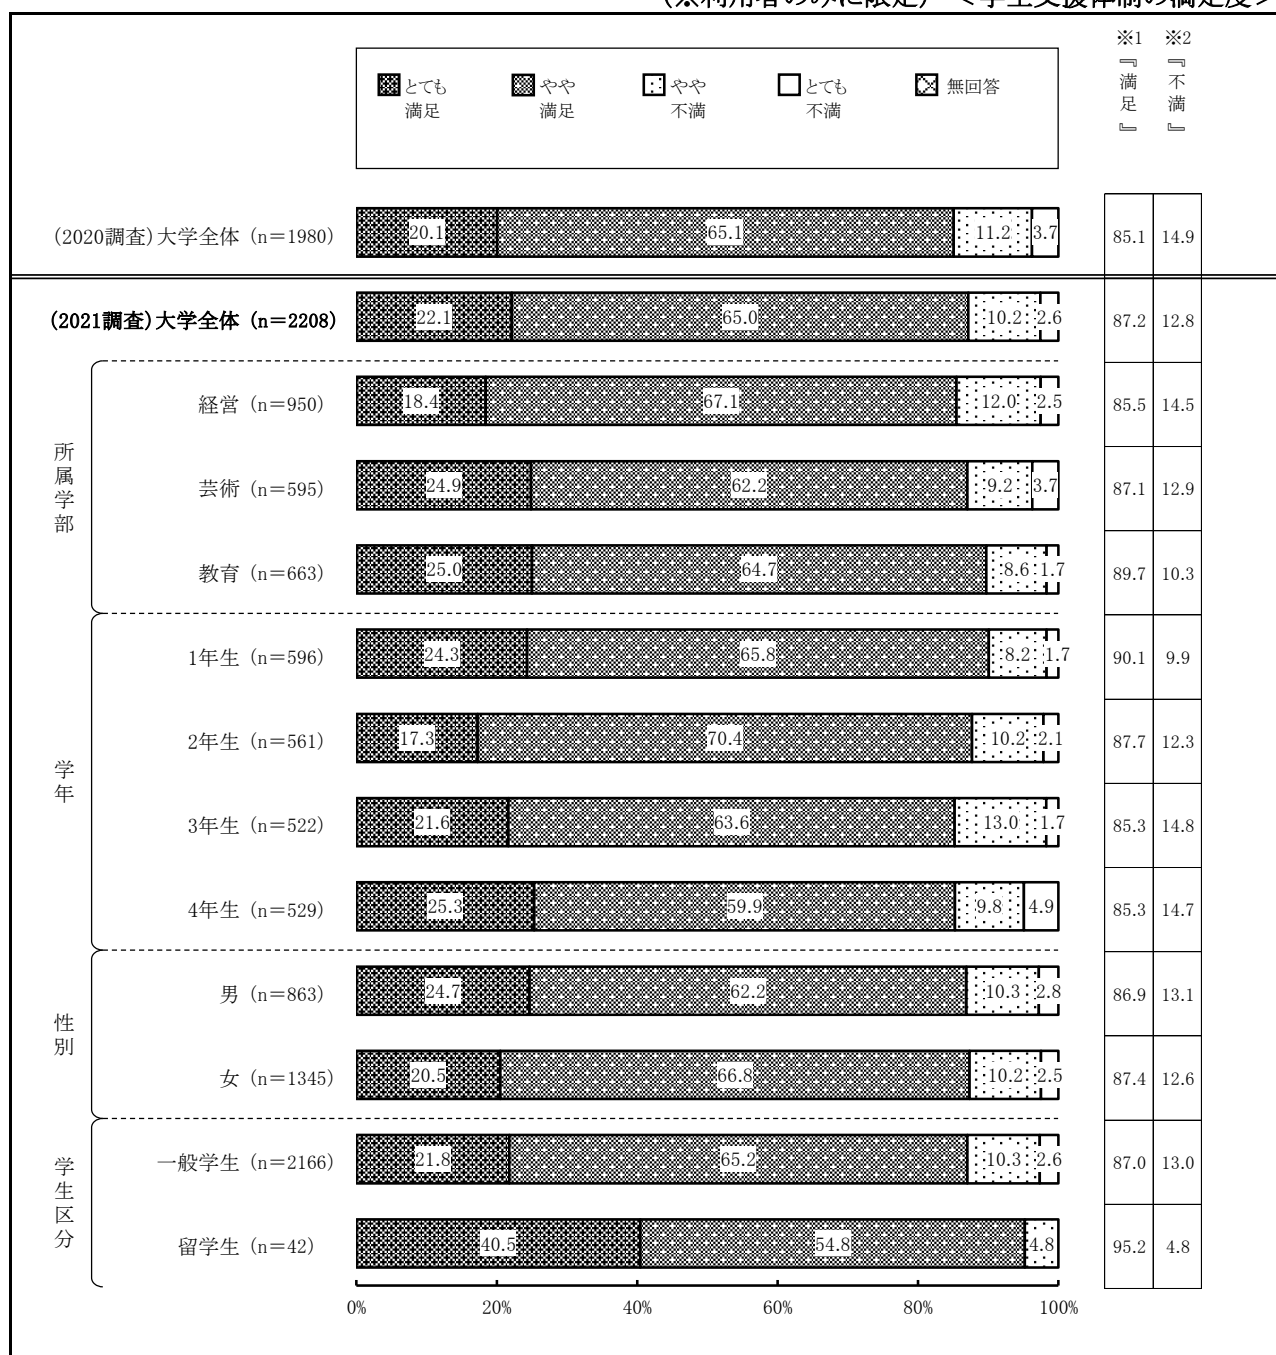 (※利用者のみに限定) <学生支援体制の満足度>
※1 ※2
『満足』 『不満』
とても満足 やや満足 やや不満 とても不満 無回答
(2020調査)大学全体 (n=1980) 20.1 65.1 11.2 3.7 85.1 14.9
(2021調査)大学全体 (n=2208) 22.1 65.0 10.2 2.6 87.2 12.8
所属学部
経営 (n=950) 18.4 67.1 12.0 2.5 85.5 14.5
芸術 (n=595) 24.9 62.2 9.2 3.7 87.1 12.9
教育 (n=663) 25.0 64.7 8.6 1.7 89.7 10.3
学年
1年生 (n=596) 24.3 65.8 8.2 1.7 90.1 9.9
2年生 (n=561) 17.3 70.4 10.2 2.1 87.7 12.3
3年生 (n=522) 21.6 63.6 13.0 1.7 85.3 14.8
4年生 (n=529) 25.3 59.9 9.8 4.9 85.3 14.7
性別
男 (n=863) 24.7 62.2 10.3 2.8 86.9 13.1
女 (n=1345) 20.5 66.8 10.2 2.5 87.4 12.6
学生区分
一般学生 (n=2166) 21.8 65.2 10.3 2.6 87.0 13.0
留学生 (n=42) 40.5 54.8 4.8 95.2 4.8
0% 20% 40% 60% 80% 100%